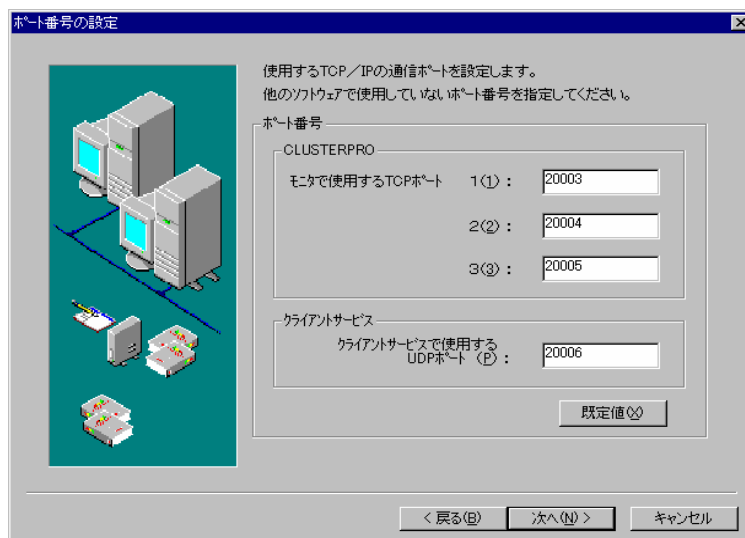 ポート番号の設定
使用するTCP／IPの通信ポートを設定します。
他のソフトウェアで使用していないポート番号を指定してください。
ポート番号
CLUSTERPRO
モニタで使用するTCPポート 1(1)： 20003
2(2)： 20004
3(3)： 20005
クライアントサービス
クライアントサービスで使用する
UDPポート (P)： 20006
既定値(X)
< 戻る(B)
次へ(N) >
キャンセル